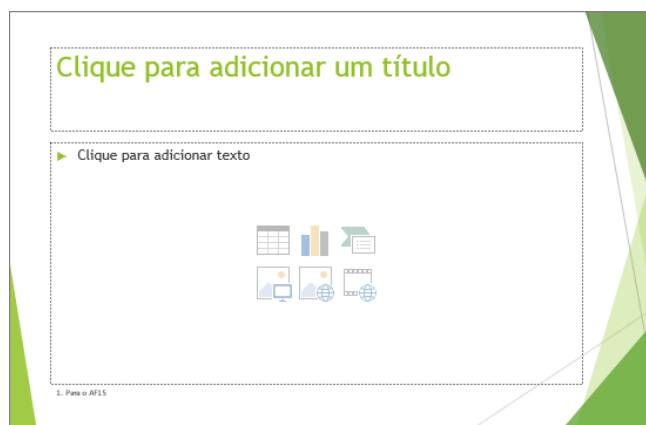 Clique para adicionar um título
Clique para adicionar texto
1. Para o AF15